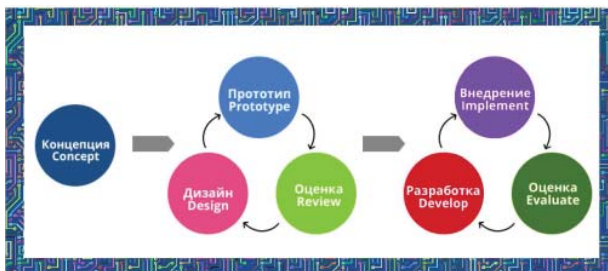 Концепция
Concept
Прототип
Prototype
Дизайн
Design
Оценка
Review
Внедрение
Implement
Разработка
Develop
Оценка
Evaluate